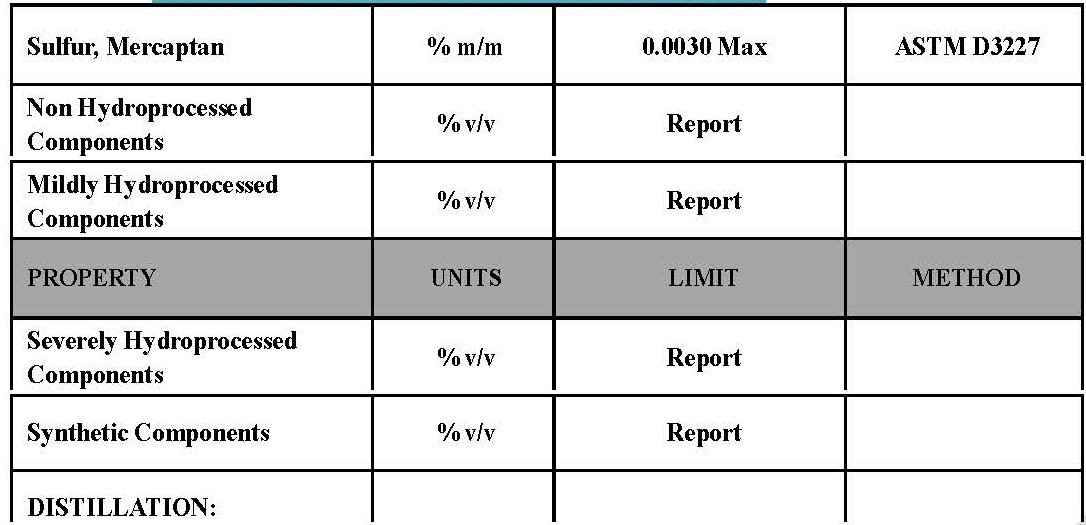 Sulfur, Mercaptan % m/m 0.0030 Max ASTM D3227
Non Hydroprocessed
Components % v/v Report
Mildly Hydroprocessed
Components % v/v Report
PROPERTY UNITS LIMIT METHOD
Severely Hydroprocessed
Components % v/v Report
Synthetic Components % v/v Report
DISTILLATION: